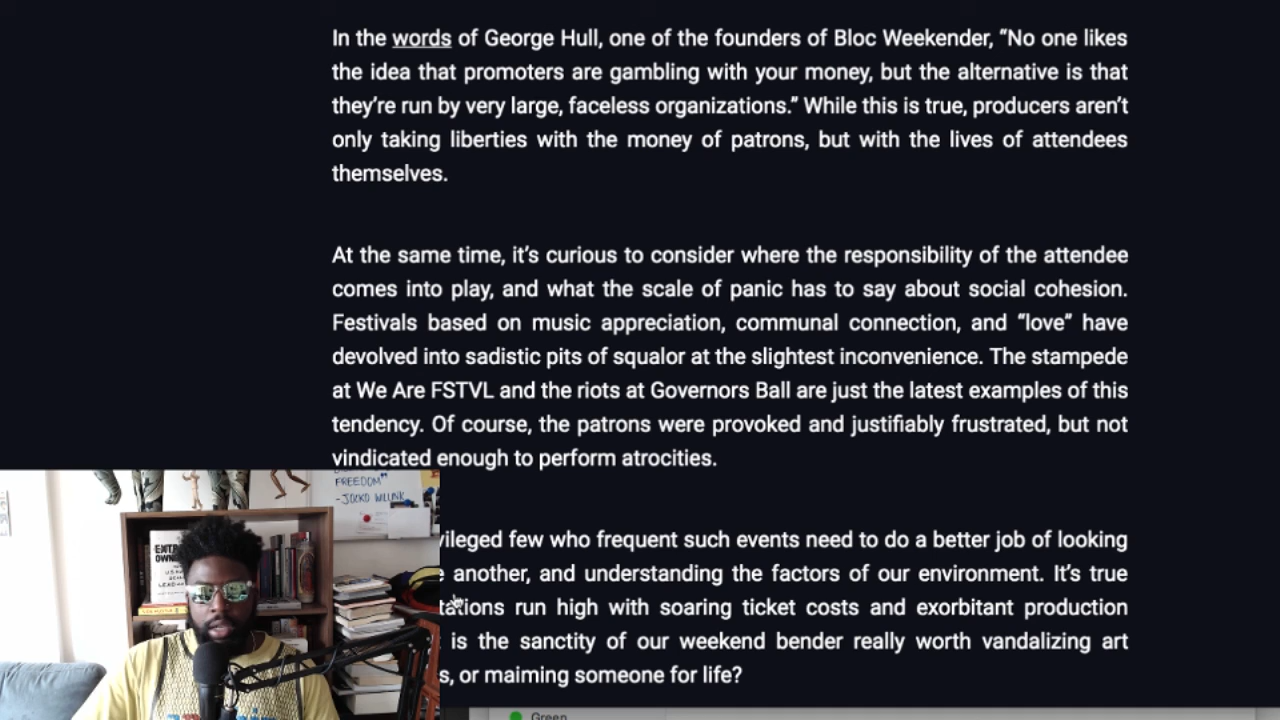 In the words of George Hull, one of the founders of Bloc Weekender, “No one likes
the idea that promoters are gambling with your money, but the alternative is that
they’re run by very large, faceless organizations.” While this is true, producers aren’t
only taking liberties with the money of patrons, but with the lives of attendees
themselves.
At the same time, it’s curious to consider where the responsibility of the attendee
comes into play, and what the scale of panic has to say about social cohesion.
Festivals based on music appreciation, communal connection, and “love” have
devolved into sadistic pits of squalor at the slightest inconvenience. The stampede
at We Are FSTVL and the riots at Governors Ball are just the latest examples of this
tendency. Of course, the patrons were provoked and justifiably frustrated, but not
vindicated enough to perform atrocities.
FREEDOM"
-JOCKO WILLINK
vileged few who frequent such events need to do a better job of looking
another, and understanding the factors of our environment. It’s true
tations run high with soaring ticket costs and exorbitant production
is the sanctity of our weekend bender really worth vandalizing art
s, or maiming someone for life?
Green